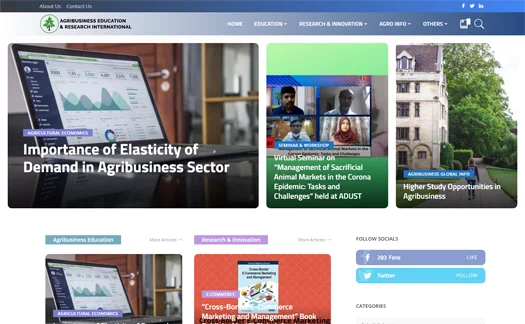 About Us Contact Us
AGRIBUSINESS EDUCATION
& RESEARCH INTERNATIONAL
HOME EDUCATION RESEARCH & INNOVATION AGRO INFO OTHERS
AGRICULTURAL ECONOMICS
Importance of Elasticity of
Demand in Agribusiness Sector
SEMINAR & WORKSHOP
Virtual Seminar on
"Management of Sacrificial
Animal Markets in the Corona
Epidemic: Tasks and
Challenges" held at ADUST
AGRIBUSINESS GLOBAL INFO
Higher Study Opportunities in
Agribusiness
Agribusiness Education More Articles
Research & Innovation More Articles
FOLLOW SOCIALS
283 Fans LIKE
Twitter FOLLOW
CATEGORIES
AGRICULTURAL ECONOMICS
Cross-Border
E-Commerce
Marketing and
Management
E-COMMERCE
"Cross-Border E-Commerce
Marketing and Management" Book